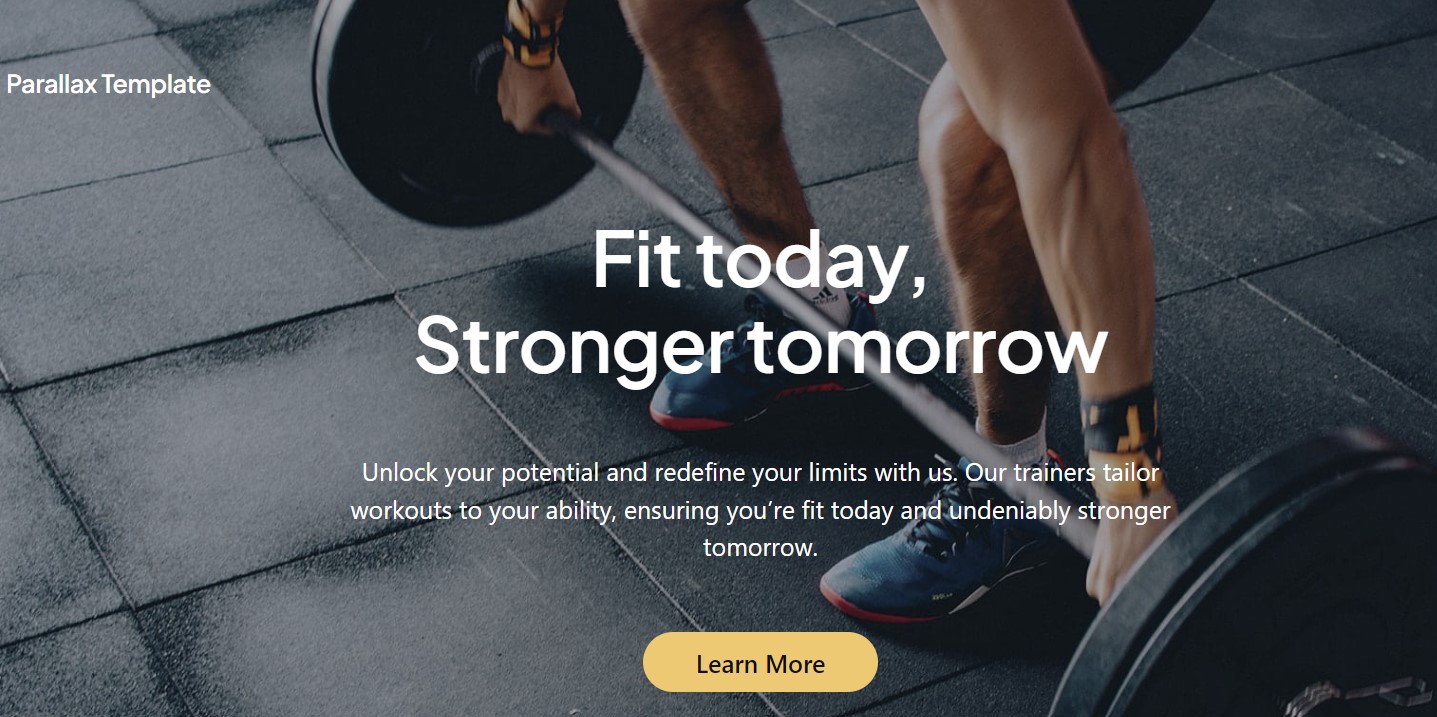 Parallax Template
Fit today,
Stronger tomorrow
Unlock your potential and redefine your limits with us. Our trainers tailor
workouts to your ability, ensuring you’re fit today and undeniably stronger
tomorrow.
Learn More